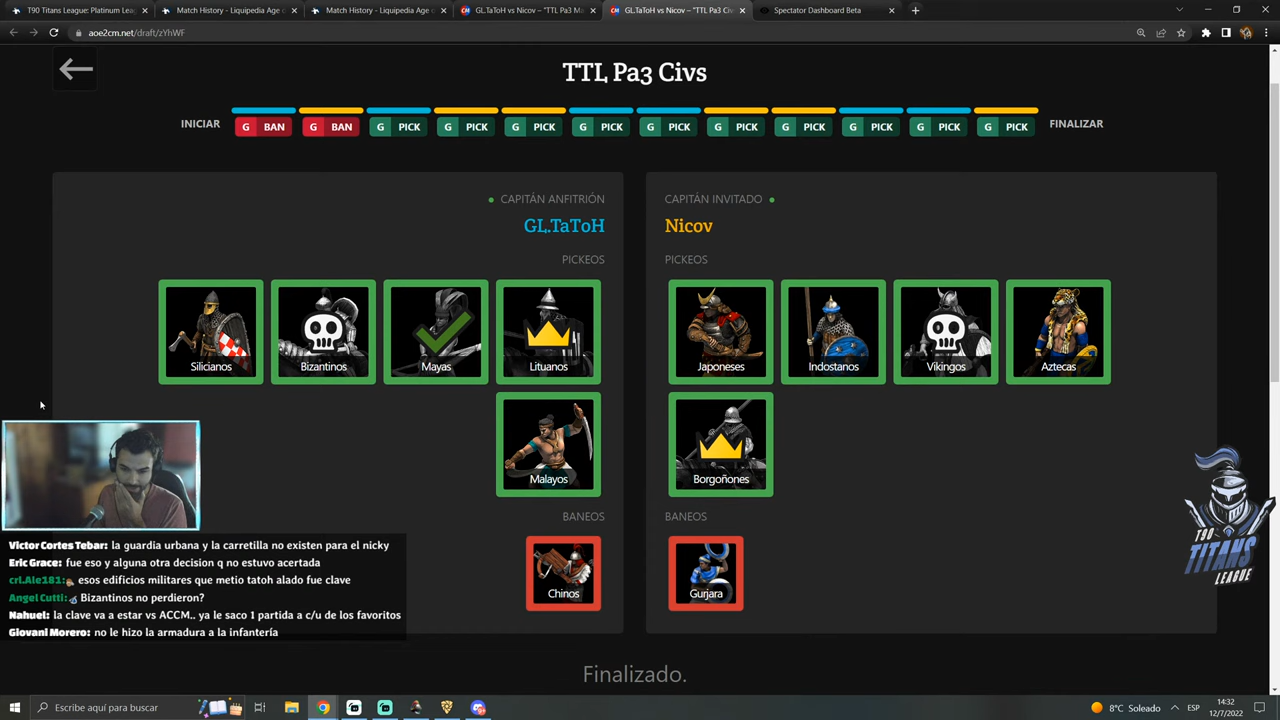 T90 Titans League: Platinum Leag
Match History - Liquipedia Age o
Match History - Liquipedia Age o
GL.TaToH vs Nicov – "TTL Pa3 Ma
GL.TaToH vs Nicov – "TTL Pa3 Civ
Spectator Dashboard Beta
aoe2cm.net/draft/zYhWF
TTL Pa3 Civs
INICIAR
G BAN
G BAN
G PICK
G PICK
G PICK
G PICK
G PICK
G PICK
G PICK
G PICK
G PICK
G PICK
FINALIZAR
CAPITÁN ANFITRIÓN
GL.TaToH
PICKEOS
Silicianos
Bizantinos
Mayas
Lituanos
Malayos
BANEOS
Chinos
CAPITÁN INVITADO
Nicov
PICKEOS
Japoneses
Indostanos
Vikingos
Aztecas
Borgoñones
BANEOS
Gurjara
T90
TITANS
LEAGUE
Victor Cortes Tebar: la guardia urbana y la carretilla no existen para el nicky
Eric Grace: fue eso y alguna otra decision q no estuvo acertada
crl.Ale181: esos edificios militares que metio tatoh alado fue clave
Angel Cutti: Bizantinos no perdieron?
Nahuel: la clave va a estar vs ACCM.. ya le saco 1 partida a c/u de los favoritos
Giovani Morero: no le hizo la armadura a la infantería
Finalizado.
Escribe aquí para buscar
8°C Soleado
ESP
14:32
12/7/2022